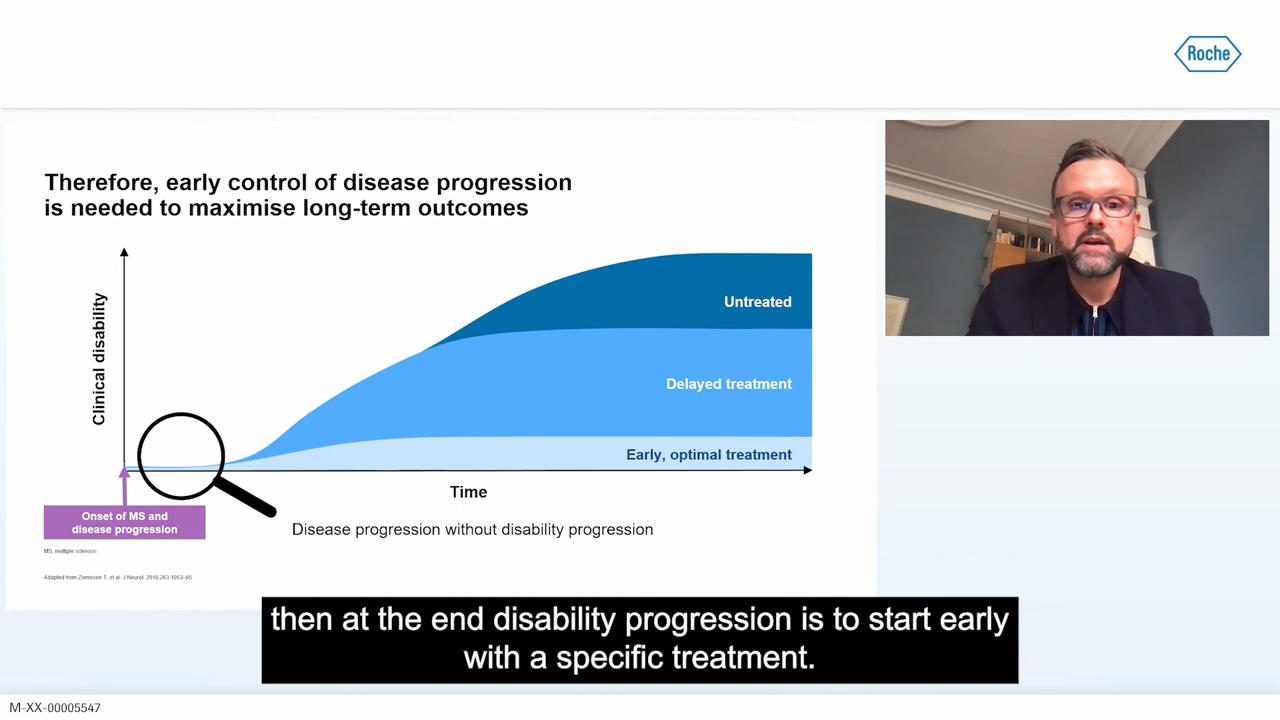 Roche
Therefore, early control of disease progression
is needed to maximise long-term outcomes
Clinical disability
Untreated
Delayed treatment
Early, optimal treatment
Time
Onset of MS and
disease progression
Disease progression without disability progression
MS, multiple sclerosis
Adapted from Ziemssen T, et al. J Neurol. 2016;263:1053–65
then at the end disability progression is to start early
with a specific treatment.
M-XX-00005547